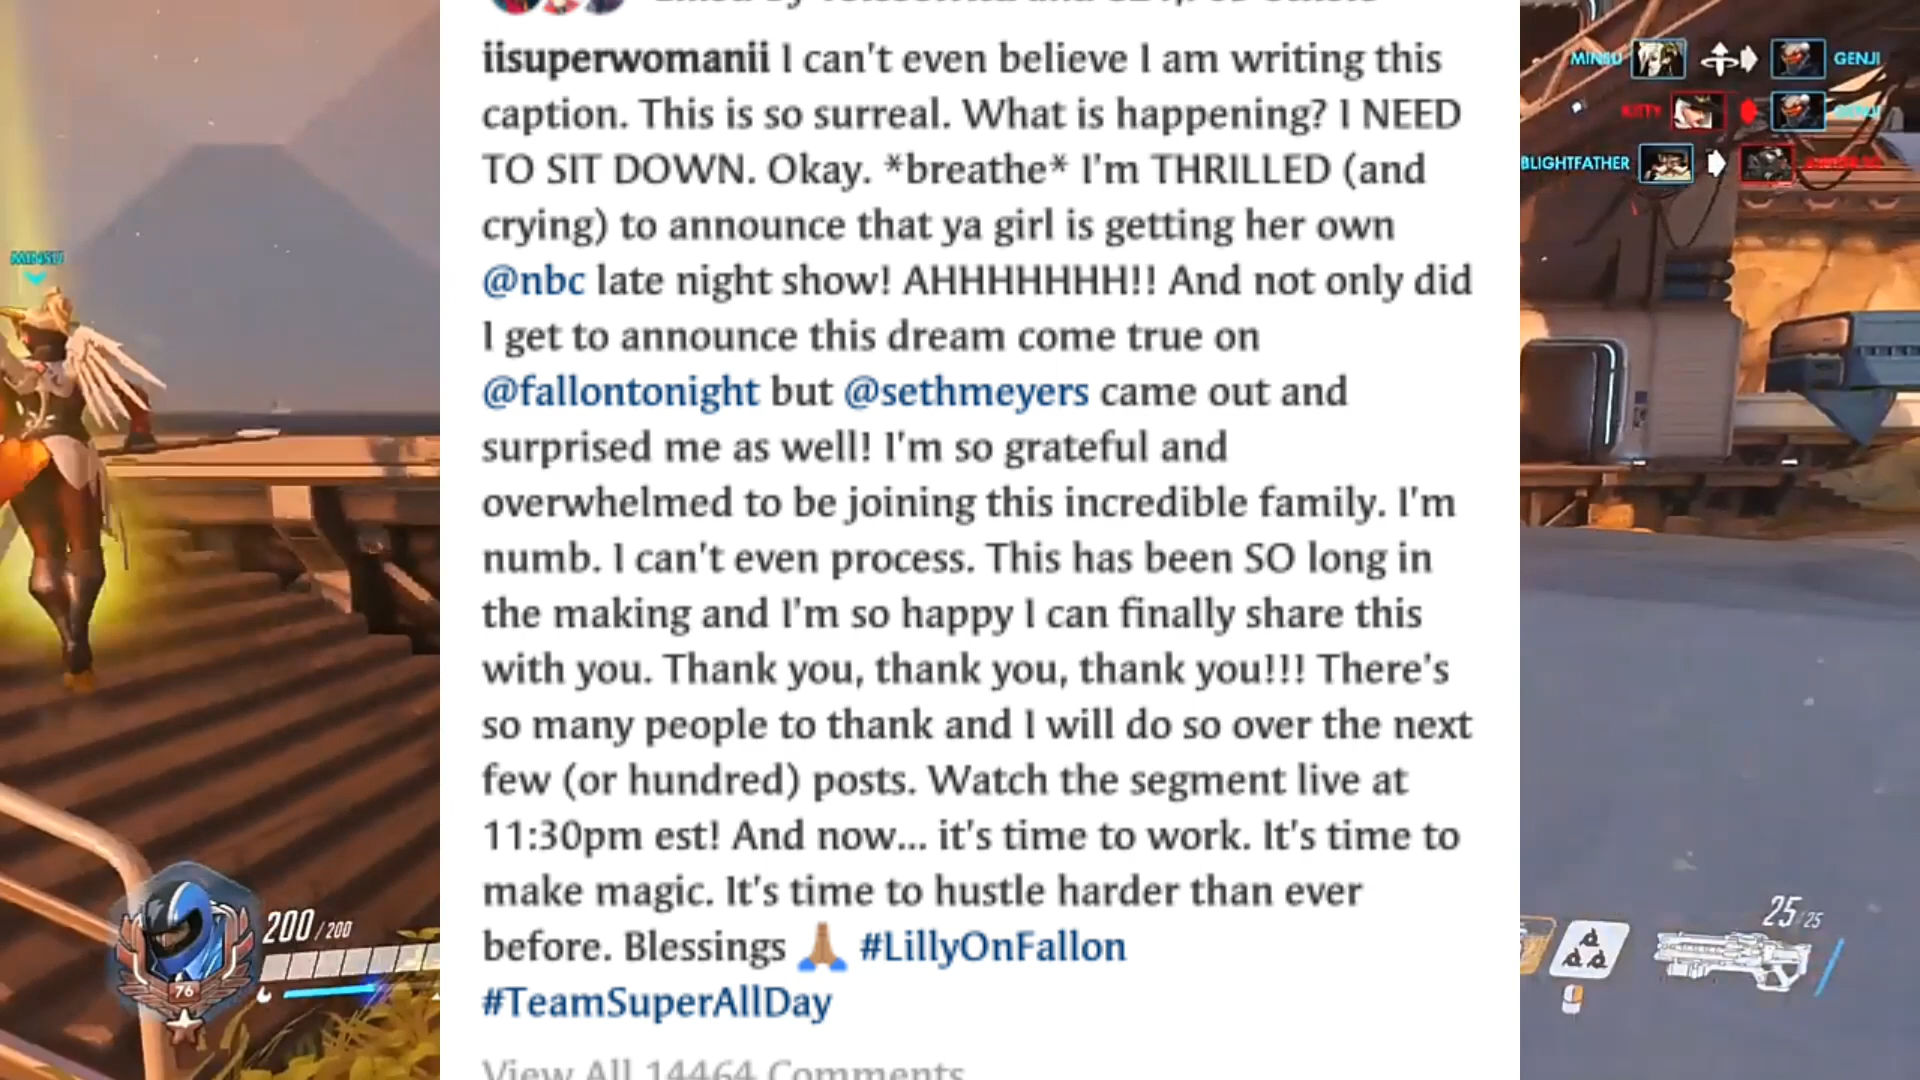 iisuperwomanii I can't even believe I am writing this
caption. This is so surreal. What is happening? I NEED
TO SIT DOWN. Okay. *breathe* I'm THRILLED (and
crying) to announce that ya girl is getting her own
@nbc late night show! AHHHHHHH!! And not only did
I get to announce this dream come true on
@fallontonight but @sethmeyers came out and
surprised me as well! I'm so grateful and
overwhelmed to be joining this incredible family. I'm
numb. I can't even process. This has been SO long in
the making and I'm so happy I can finally share this
with you. Thank you, thank you, thank you!!! There's
so many people to thank and I will do so over the next
few (or hundred) posts. Watch the segment live at
11:30pm est! And now... it's time to work. It's time to
make magic. It's time to hustle harder than ever
before. Blessings 🙏🏽 #LillyOnFallon
#TeamSuperAllDay
View All 14464 Comments
MINSU
200/200
76
MINSU GENJI
KITTY GENJI
BLIGHTFATHER
25/25